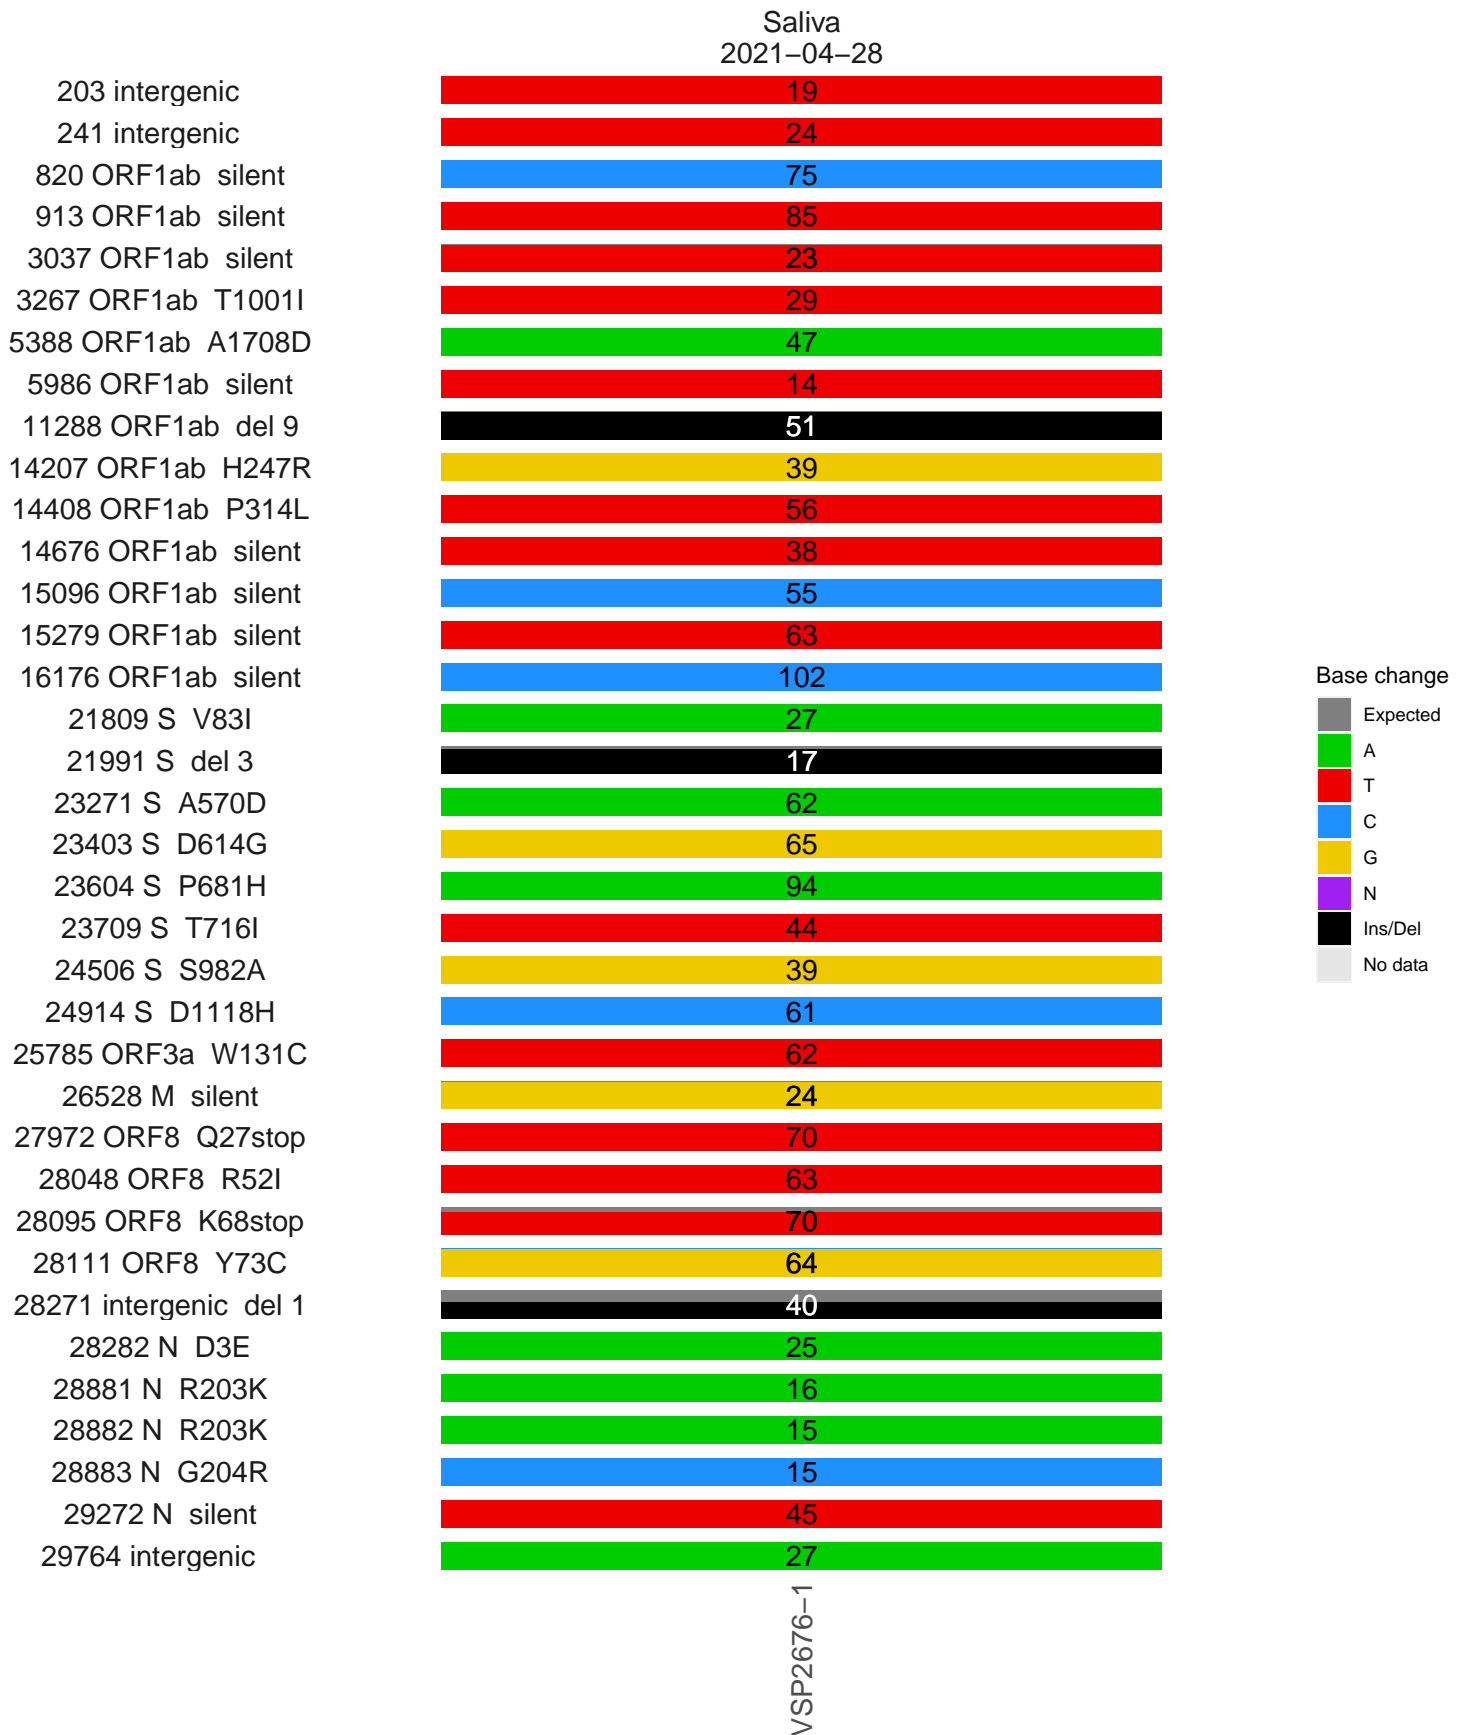 Saliva
2021−04−28
203 intergenic 19
241 intergenic 24
820 ORF1ab silent 75
913 ORF1ab silent 85
3037 ORF1ab silent 23
3267 ORF1ab T1001I 29
5388 ORF1ab A1708D 47
5986 ORF1ab silent 14
11288 ORF1ab del 9 51
14207 ORF1ab H247R 39
14408 ORF1ab P314L 56
14676 ORF1ab silent 38
15096 ORF1ab silent 55
15279 ORF1ab silent 63
16176 ORF1ab silent 102
21809 S V83I 27
21991 S del 3 17
23271 S A570D 62
23403 S D614G 65
23604 S P681H 94
23709 S T716I 44
24506 S S982A 39
24914 S D1118H 61
25785 ORF3a W131C 62
26528 M silent 24
27972 ORF8 Q27stop 70
28048 ORF8 R52I 63
28095 ORF8 K68stop 70
28111 ORF8 Y73C 64
28271 intergenic del 1 40
28282 N D3E 25
28881 N R203K 16
28882 N R203K 15
28883 N G204R 15
29272 N silent 45
29764 intergenic 27
VSP2676−1
Base change
Expected
A
T
C
G
N
Ins/Del
No data